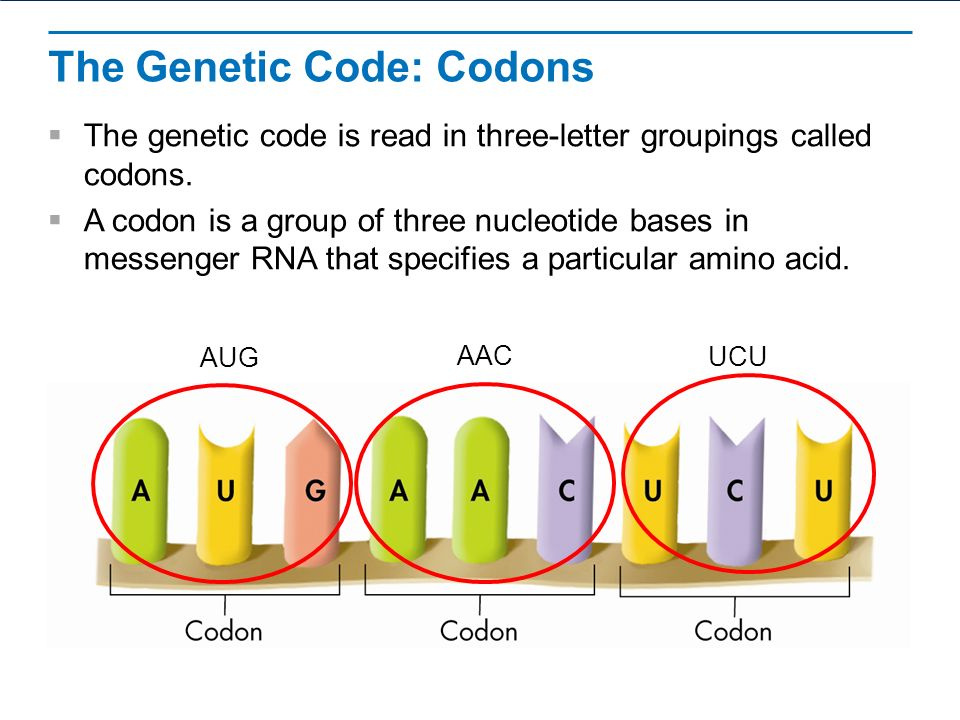 The Genetic Code: Codons
▪ The genetic code is read in three-letter groupings called
codons.
▪ A codon is a group of three nucleotide bases in
messenger RNA that specifies a particular amino acid.
AUG AAC UCU
A U G A A C U C U
Codon Codon Codon